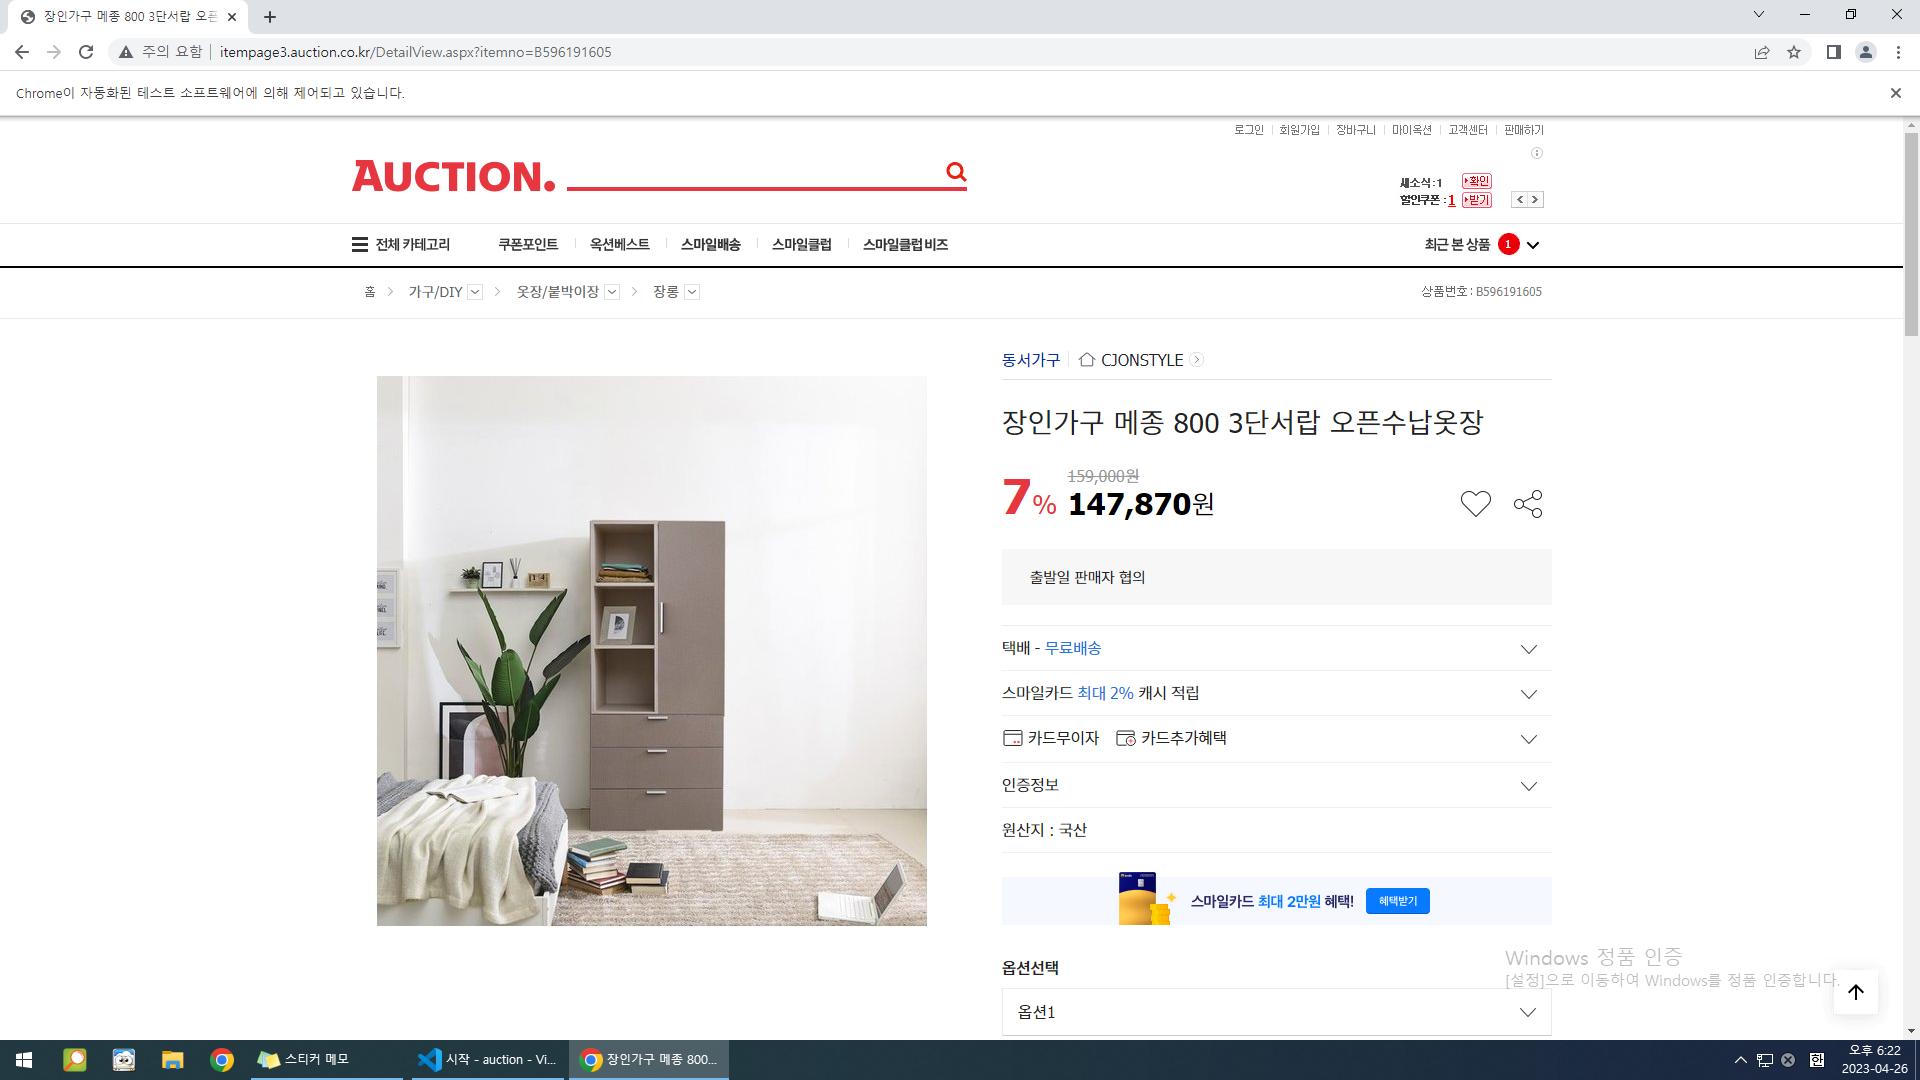 장인가구 메종 800 3단서랍 오픈
주의 요함
itempage3.auction.co.kr/DetailView.aspx?itemno=B596191605
Chrome이 자동화된 테스트 소프트웨어에 의해 제어되고 있습니다.
로그인 회원가입 장바구니 마이옥션 고객센터 판매하기
AUCTION.
새소식 : 1 확인
할인쿠폰 : 1 받기
전체 카테고리 쿠폰포인트 옥션베스트 스마일배송 스마일클럽 스마일클럽 비즈 최근 본 상품 1
홈 > 가구/DIY > 옷장/붙박이장 > 장롱 상품번호 : B596191605
동서가구 CJONSTYLE
장인가구 메종 800 3단서랍 오픈수납옷장
159,000원
7% 147,870원
출발일 판매자 협의
택배 - 무료배송
스마일카드 최대 2% 캐시 적립
카드무이자 카드추가혜택
인증정보
원산지 : 국산
스마일카드 최대 2만원 혜택! 혜택받기
옵션선택
옵션1
Windows 정품 인증
[설정]으로 이동하여 Windows를 정품 인증합니다.
스티커 메모
시작 - auction - Vi...
장인가구 메종 800...
한
오후 6:22
2023-04-26